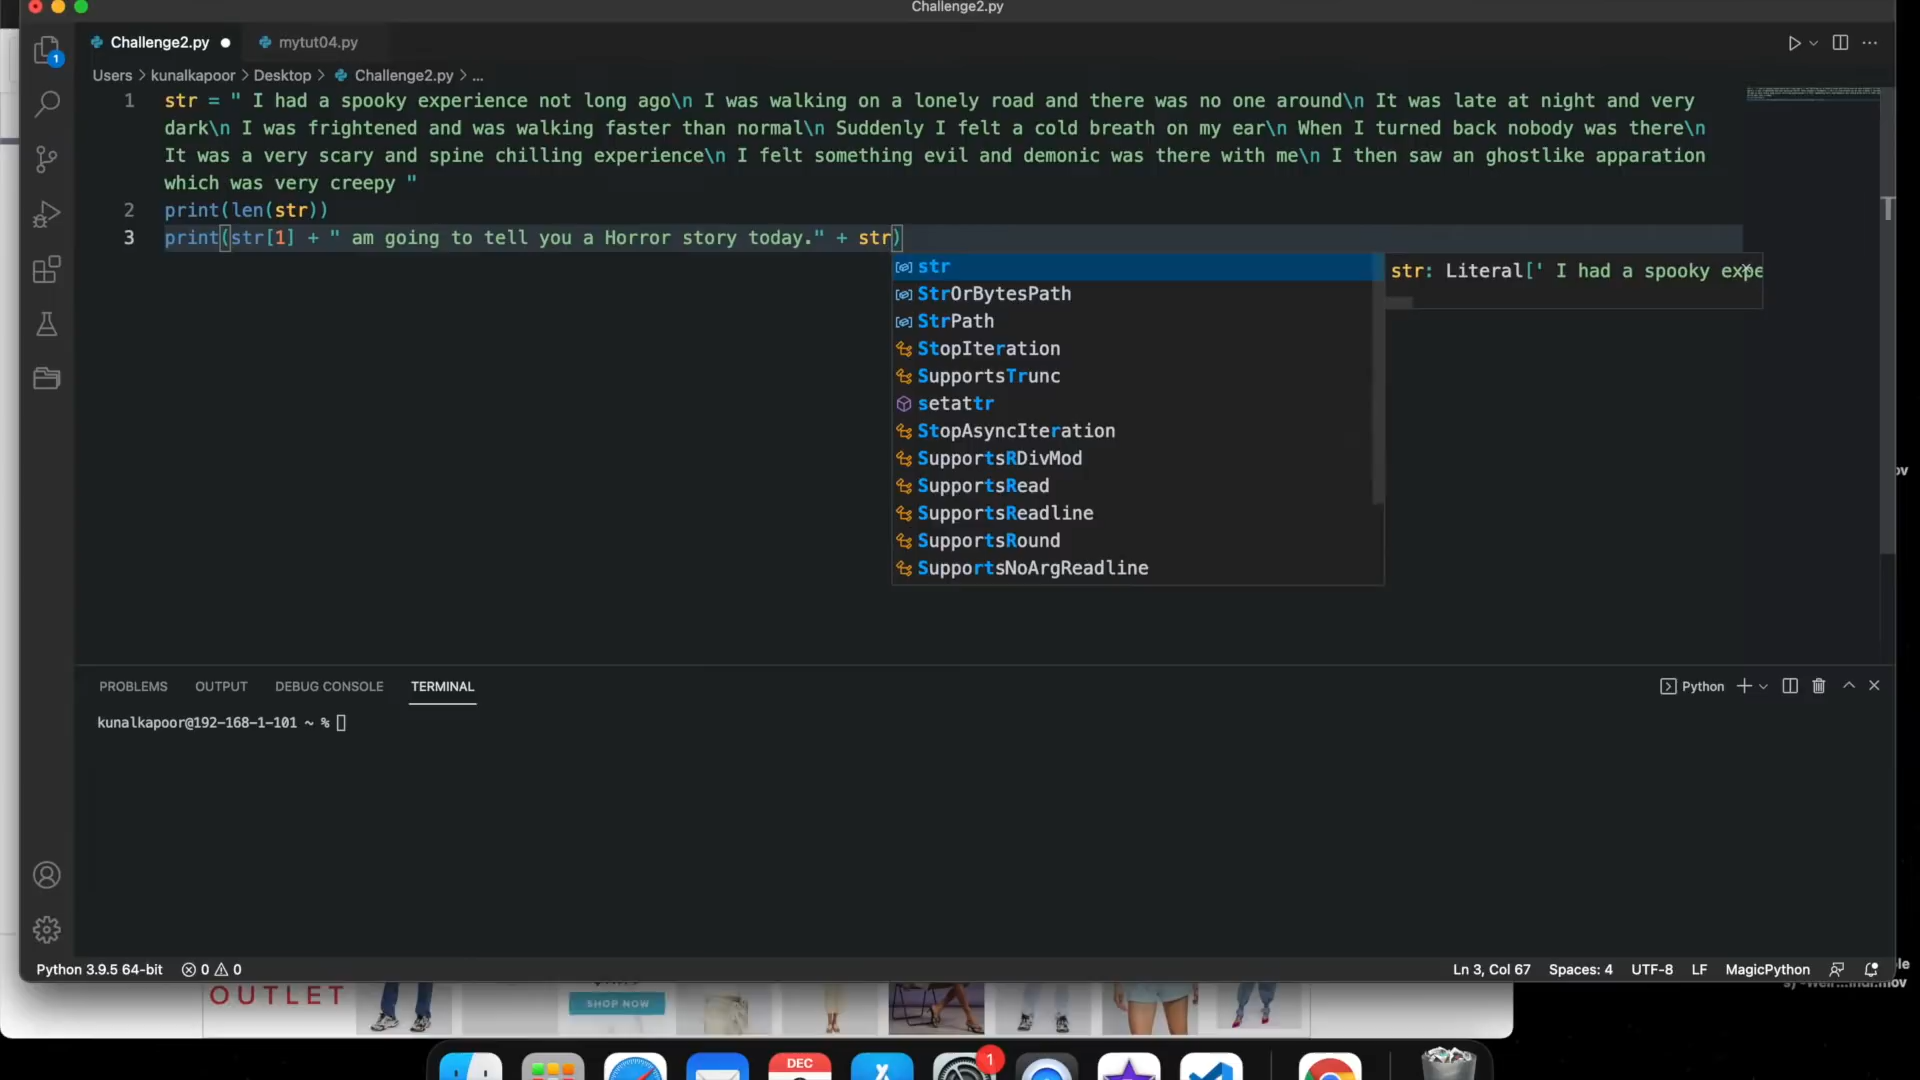 Challenge2.py
Challenge2.py
mytut04.py
1
Users > kunalkapoor > Desktop > Challenge2.py > ...
1 str = " I had a spooky experience not long ago\n I was walking on a lonely road and there was no one around\n It was late at night and very
dark\n I was frightened and was walking faster than normal\n Suddenly I felt a cold breath on my ear\n When I turned back nobody was there\n
It was a very scary and spine chilling experience\n I felt something evil and demonic was there with me\n I then saw an ghostlike apparation
which was very creepy "
2 print(len(str))
3 print(str[1] + " am going to tell you a Horror story today." + str)
str
str: Literal[' I had a spooky expe
StrOrBytesPath
StrPath
StopIteration
SupportsTrunc
setattr
StopAsyncIteration
SupportsRDivMod
SupportsRead
SupportsReadline
SupportsRound
SupportsNoArgReadline
PROBLEMS OUTPUT DEBUG CONSOLE TERMINAL
Python
kunalkapoor@192-168-1-101 ~ %
Python 3.9.5 64-bit 0 0
Ln 3, Col 67 Spaces: 4 UTF-8 LF MagicPython
OUTLET
SHOP NOW
DEC
1